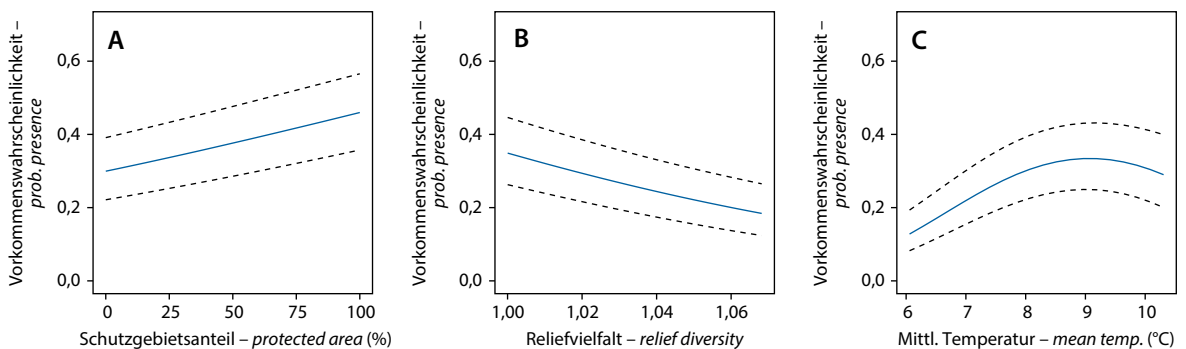 Vorkommenswahrscheinlichkeit –
prob. presence
A
0,6
0,4
0,2
0,0
0 25 50 75 100
Schutzgebietsanteil – protected area (%)
Vorkommenswahrscheinlichkeit –
prob. presence
B
0,6
0,4
0,2
0,0
1,00 1,02 1,04 1,06
Reliefvielfalt – relief diversity
Vorkommenswahrscheinlichkeit –
prob. presence
C
0,6
0,4
0,2
0,0
6 7 8 9 10
Mittl. Temperatur – mean temp. (°C)